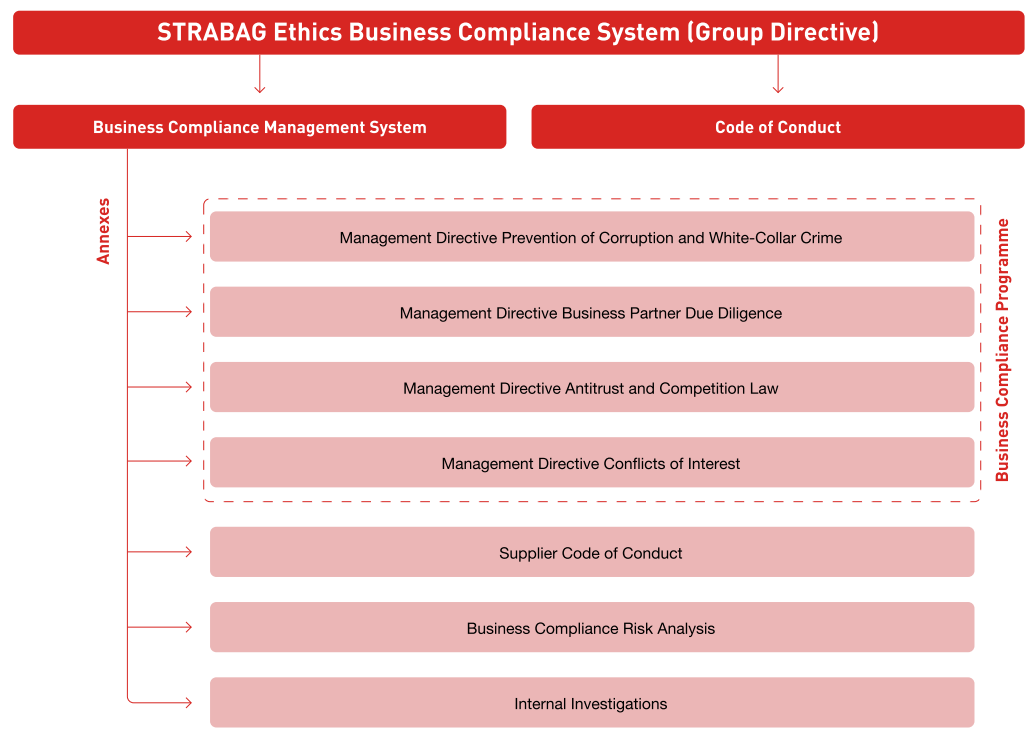 STRABAG Ethics Business Compliance System (Group Directive)
Business Compliance Management System
Code of Conduct
Annexes
Management Directive Prevention of Corruption and White-Collar Crime
Management Directive Business Partner Due Diligence
Management Directive Antitrust and Competition Law
Management Directive Conflicts of Interest
Business Compliance Programme
Supplier Code of Conduct
Business Compliance Risk Analysis
Internal Investigations